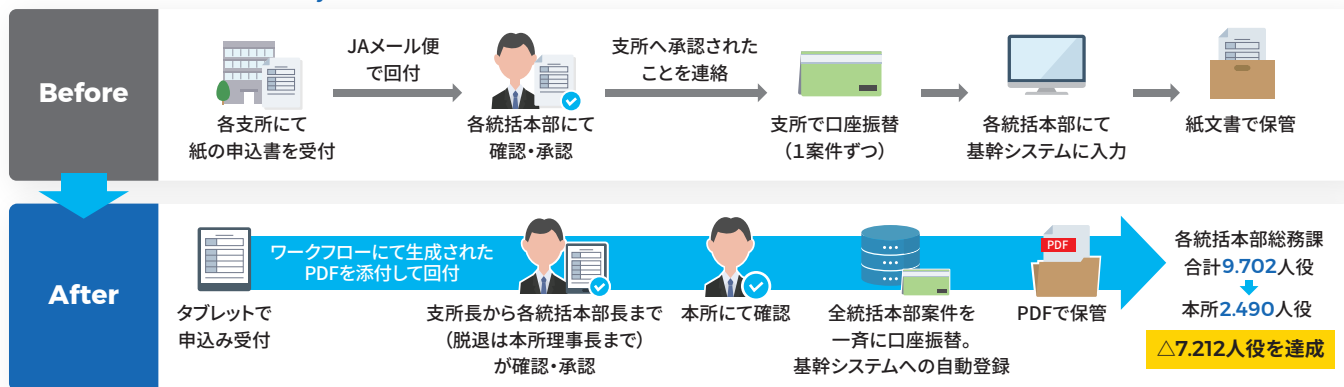 Before
JAメール便
で回付
支所へ承認された
ことを連絡
各支所にて
紙の申込書を受付
各統括本部にて
確認・承認
支所で口座振替
（1案件ずつ）
各統括本部にて
基幹システムに入力
紙文書で保管
After
ワークフローにて生成された
PDFを添付して回付
タブレットで
申込み受付
支所長から各統括本部長まで
（脱退は本所理事長まで）
が確認・承認
本所にて確認
全統括本部案件を
一斉に口座振替。
基幹システムへの自動登録
PDF
PDFで保管
各統括本部総務課
合計9.702人役
本所2.490人役
△7.212人役を達成